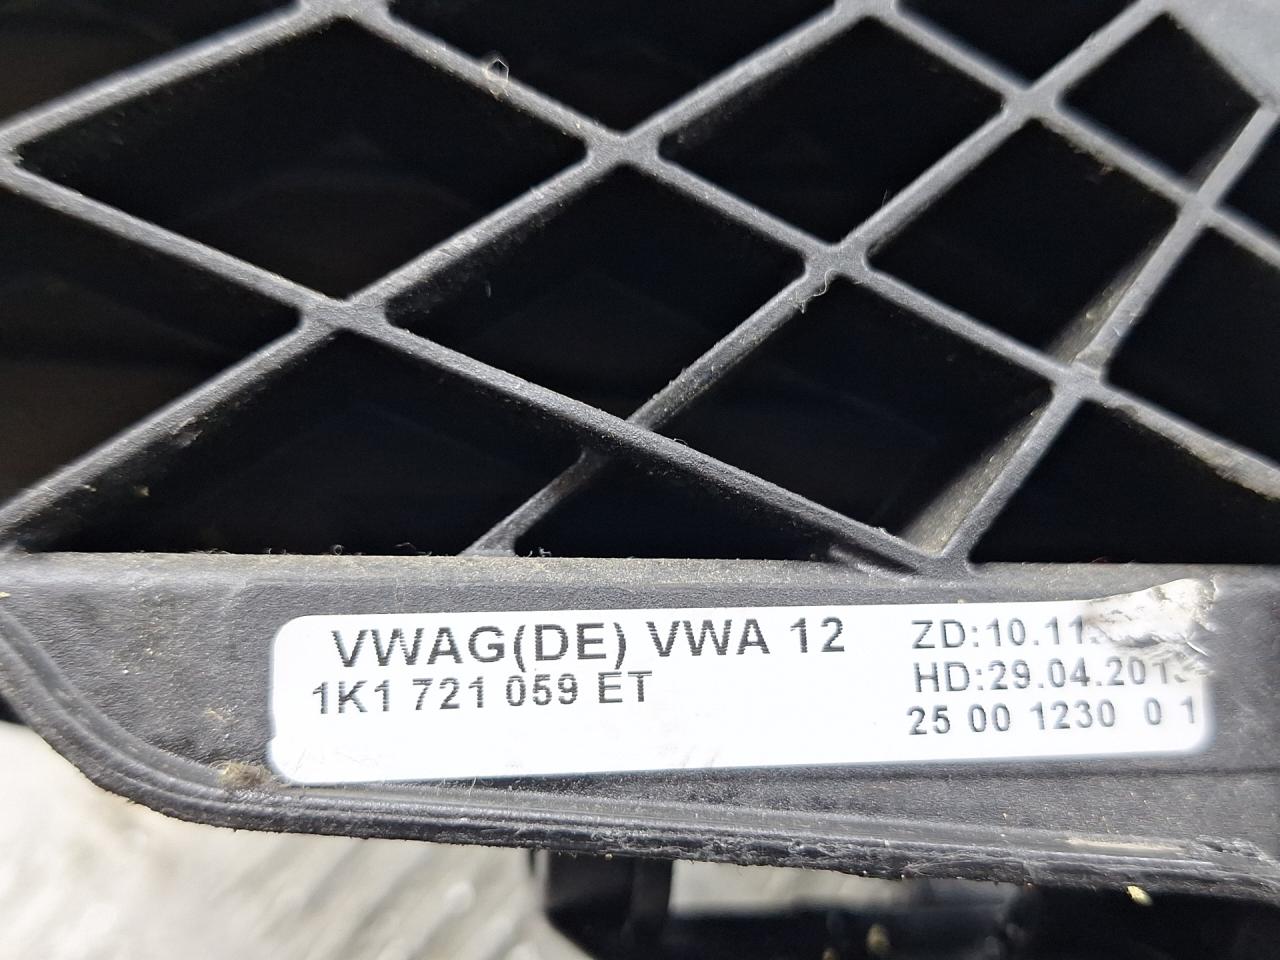 VWAG(DE) VWA 12
1K1 721 059 ET
ZD:10.11.
HD:29.04.201
25 00 1230 0 1